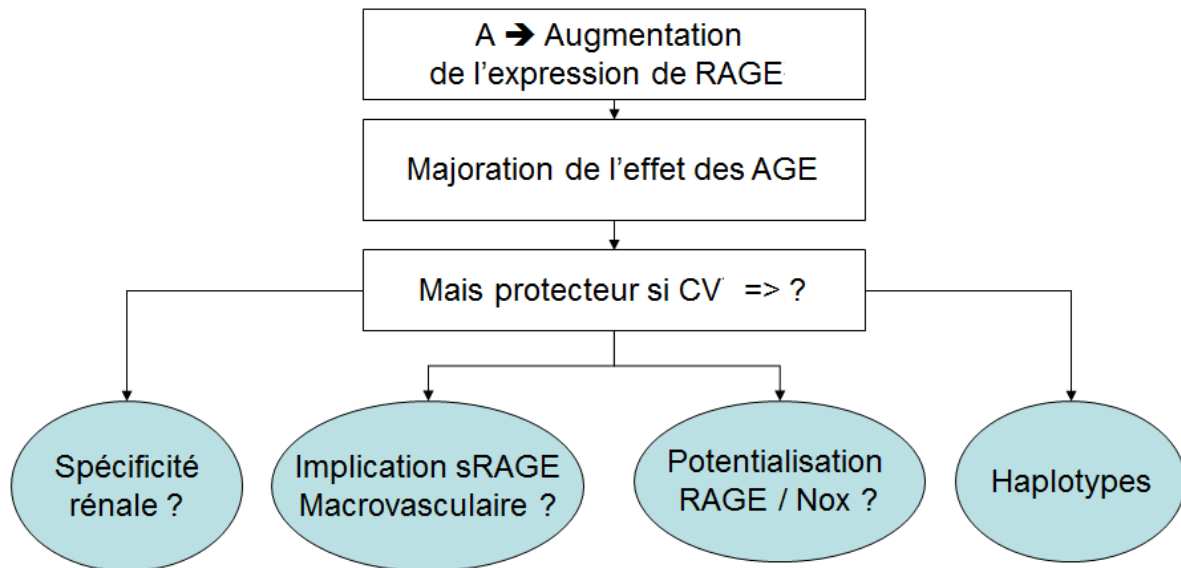 A ➔ Augmentation
de l’expression de RAGE
Majoration de l’effet des AGE
Mais protecteur si CV => ?
Spécificité
rénale ?
Implication sRAGE
Macrovasculaire ?
Potentialisation
RAGE / Nox ?
Haplotypes